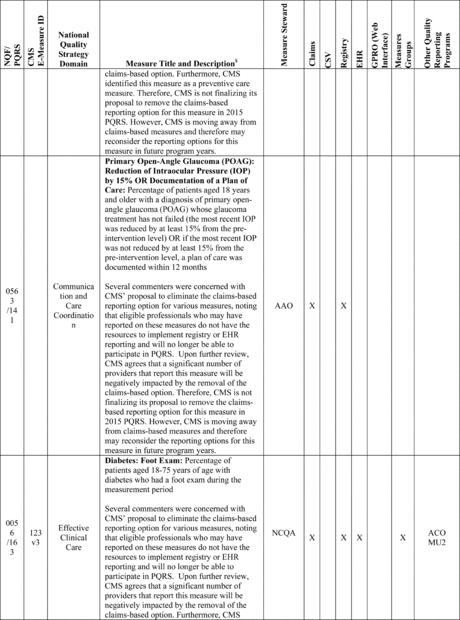 NQF/
PQRS
CMS
E-Measure ID
National
Quality
Strategy
Domain
Measure Title and Description¥
Measure Steward
Claims
CSV
Registry
EHR
GPRO (Web
Interface)
Measures
Groups
Other Quality
Reporting
Programs
claims-based option. Furthermore, CMS
identified this measure as a preventive care
measure. Therefore, CMS is not finalizing its
proposal to remove the claims-based
reporting option for this measure in 2015
PQRS. However, CMS is moving away from
claims-based measures and therefore may
reconsider the reporting options for this
measure in future program years.
056
3
/14
1
Communica
tion and
Care
Coordinatio
n
Primary Open-Angle Glaucoma (POAG):
Reduction of Intraocular Pressure (IOP)
by 15% OR Documentation of a Plan of
Care: Percentage of patients aged 18 years
and older with a diagnosis of primary open-
angle glaucoma (POAG) whose glaucoma
treatment has not failed (the most recent IOP
was reduced by at least 15% from the pre-
intervention level) OR if the most recent IOP
was not reduced by at least 15% from the
pre-intervention level, a plan of care was
documented within 12 months
Several commenters were concerned with
CMS' proposal to eliminate the claims-based
reporting option for various measures, noting
that eligible professionals who may have
reported on these measures do not have the
resources to implement registry or EHR
reporting and will no longer be able to
participate in PQRS. Upon further review,
CMS agrees that a significant number of
providers that report this measure will be
negatively impacted by the removal of the
claims-based option. Therefore, CMS is not
finalizing its proposal to remove the claims-
based reporting option for this measure in
2015 PQRS. However, CMS is moving away
from claims-based measures and therefore
may reconsider the reporting options for this
measure in future program years.
AAO
X
X
005
6
/16
3
123
v3
Effective
Clinical
Care
Diabetes: Foot Exam: Percentage of
patients aged 18-75 years of age with
diabetes who had a foot exam during the
measurement period
Several commenters were concerned with
CMS' proposal to eliminate the claims-based
reporting option for various measures, noting
that eligible professionals who may have
reported on these measures do not have the
resources to implement registry or EHR
reporting and will no longer be able to
participate in PQRS. Upon further review,
CMS agrees that a significant number of
providers that report this measure will be
negatively impacted by the removal of the
claims-based option. Furthermore, CMS
NCQA
X
X
X
X
ACO
MU2